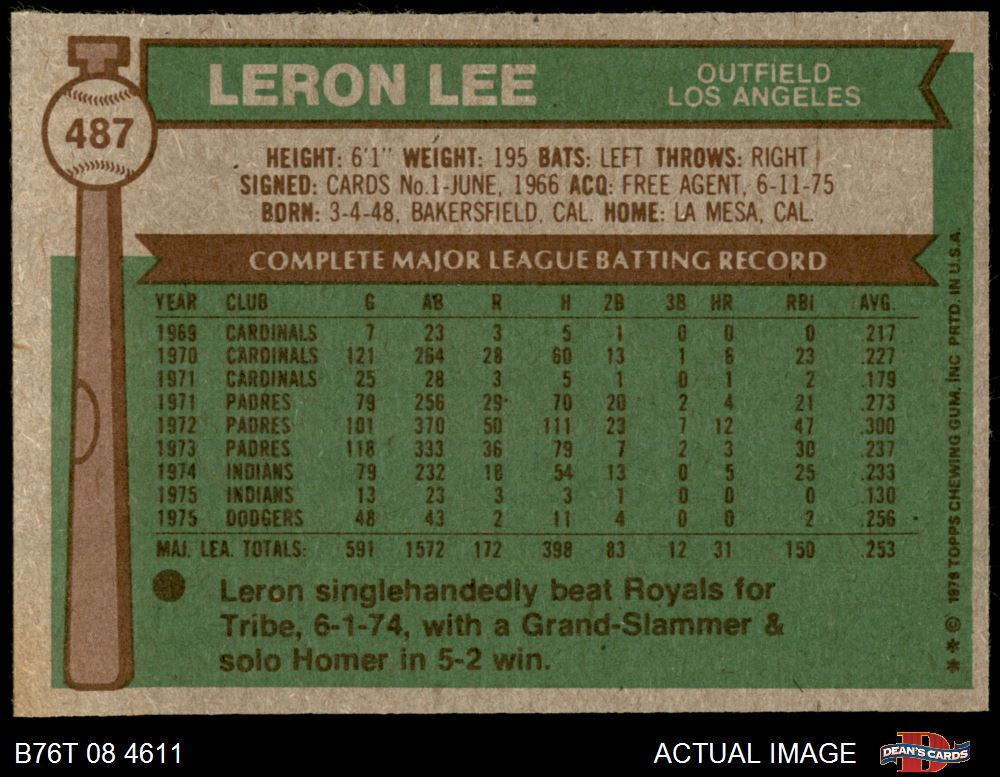 LERON LEE
OUTFIELD
LOS ANGELES
487
HEIGHT: 6'1" WEIGHT: 195 BATS: LEFT THROWS: RIGHT
SIGNED: CARDS No.1-JUNE, 1966 ACQ: FREE AGENT, 6-11-75
BORN: 3-4-48, BAKERSFIELD, CAL. HOME: LA MESA, CAL.
COMPLETE MAJOR LEAGUE BATTING RECORD
YEAR CLUB G AB R H 2B 3B HR RBI AVG.
1969 CARDINALS 7 23 3 5 1 0 0 0 .217
1970 CARDINALS 121 264 28 60 13 1 6 23 .227
1971 CARDINALS 25 28 3 5 1 0 1 2 .179
1971 PADRES 79 256 29 70 20 2 4 21 .273
1972 PADRES 101 370 50 111 23 7 12 47 .300
1973 PADRES 118 333 36 79 7 2 3 30 .237
1974 INDIANS 79 232 18 54 13 0 5 25 .233
1975 INDIANS 13 23 3 3 1 0 0 0 .130
1975 DODGERS 48 43 2 11 4 0 0 2 .256
MAJ. LEA. TOTALS: 591 1572 172 398 83 12 31 150 .253
Leron singlehandedly beat Royals for
Tribe, 6-1-74, with a Grand-Slammer &
solo Homer in 5-2 win.
** © 1976 TOPPS CHEWING GUM, INC. PRTD. IN U.S.A.
B76T 08 4611
ACTUAL IMAGE
D
DEAN'S CARDS